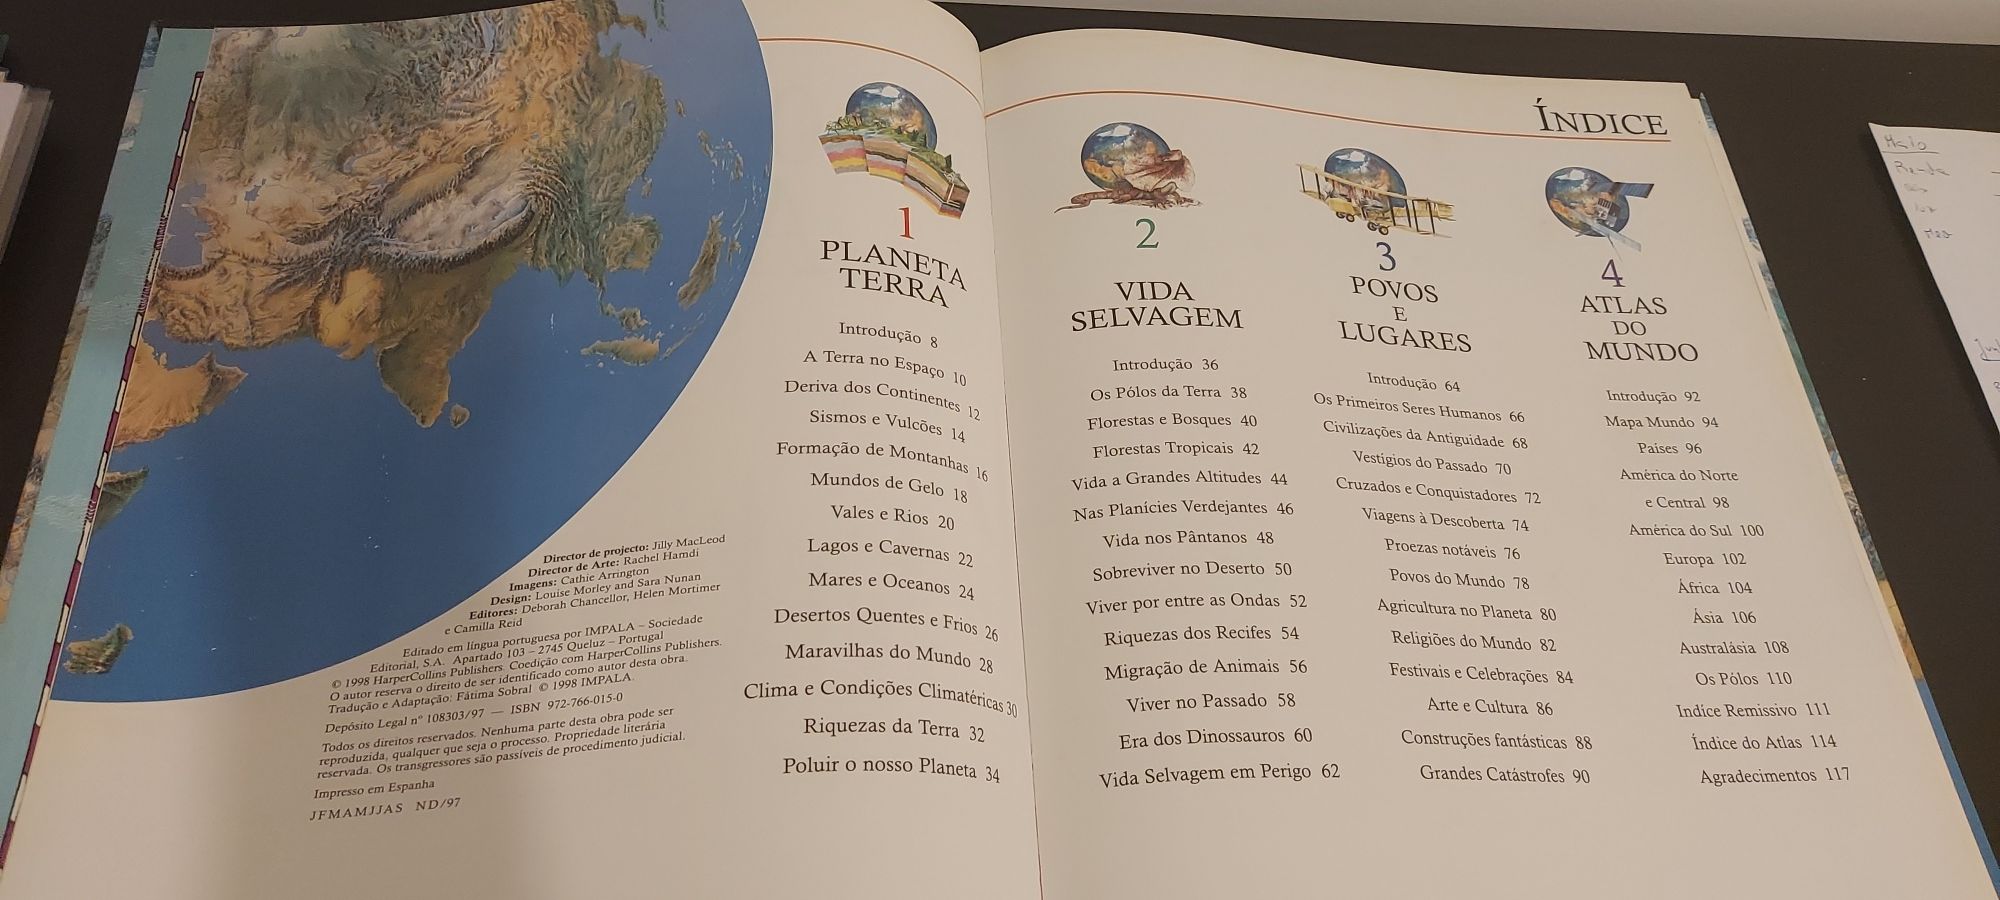 Director de projecto: Jilly MacLeod
Director de Arte: Rachel Hamdi
Imagens: Cathie Arrington
Design: Louise Morley and Sara Nunan
Editores: Deborah Chancellor, Helen Mortimer
e Camilla Reid
Editado em língua portuguesa por IMPALA – Sociedade
Editorial, S.A. Apartado 103 – 2745 Queluz – Portugal
© 1998 HarperCollins Publishers. Coedição com HarperCollins Publishers.
O autor reserva o direito de ser identificado como autor desta obra.
Tradução e Adaptação: Fátima Sobral © 1998 IMPALA.
Depósito Legal nº 108303/97 — ISBN 972-766-015-0
Todos os direitos reservados. Nenhuma parte desta obra pode ser
reproduzida, qualquer que seja o processo. Propriedade literária
reservada. Os transgressores são passíveis de procedimento judicial.
Impresso em Espanha
JFMAMJJAS ND/97
1
PLANETA
TERRA
Introdução 8
A Terra no Espaço 10
Deriva dos Continentes 12
Sismos e Vulcões 14
Formação de Montanhas 16
Mundos de Gelo 18
Vales e Rios 20
Lagos e Cavernas 22
Mares e Oceanos 24
Desertos Quentes e Frios 26
Maravilhas do Mundo 28
Clima e Condições Climatéricas 30
Riquezas da Terra 32
Poluir o nosso Planeta 34
ÍNDICE
2
VIDA
SELVAGEM
Introdução 36
Os Pólos da Terra 38
Florestas e Bosques 40
Florestas Tropicais 42
Vida a Grandes Altitudes 44
Nas Planícies Verdejantes 46
Vida nos Pântanos 48
Sobreviver no Deserto 50
Viver por entre as Ondas 52
Riquezas dos Recifes 54
Migração de Animais 56
Viver no Passado 58
Era dos Dinossauros 60
Vida Selvagem em Perigo 62
3
POVOS
E
LUGARES
Introdução 64
Os Primeiros Seres Humanos 66
Civilizações da Antiguidade 68
Vestígios do Passado 70
Cruzados e Conquistadores 72
Viagens à Descoberta 74
Proezas notáveis 76
Povos do Mundo 78
Agricultura no Planeta 80
Religiões do Mundo 82
Festivais e Celebrações 84
Arte e Cultura 86
Construções fantásticas 88
Grandes Catástrofes 90
4
ATLAS
DO
MUNDO
Introdução 92
Mapa Mundo 94
Países 96
América do Norte
e Central 98
América do Sul 100
Europa 102
África 104
Ásia 106
Australásia 108
Os Pólos 110
Indice Remissivo 111
Índice do Atlas 114
Agradecimentos 117